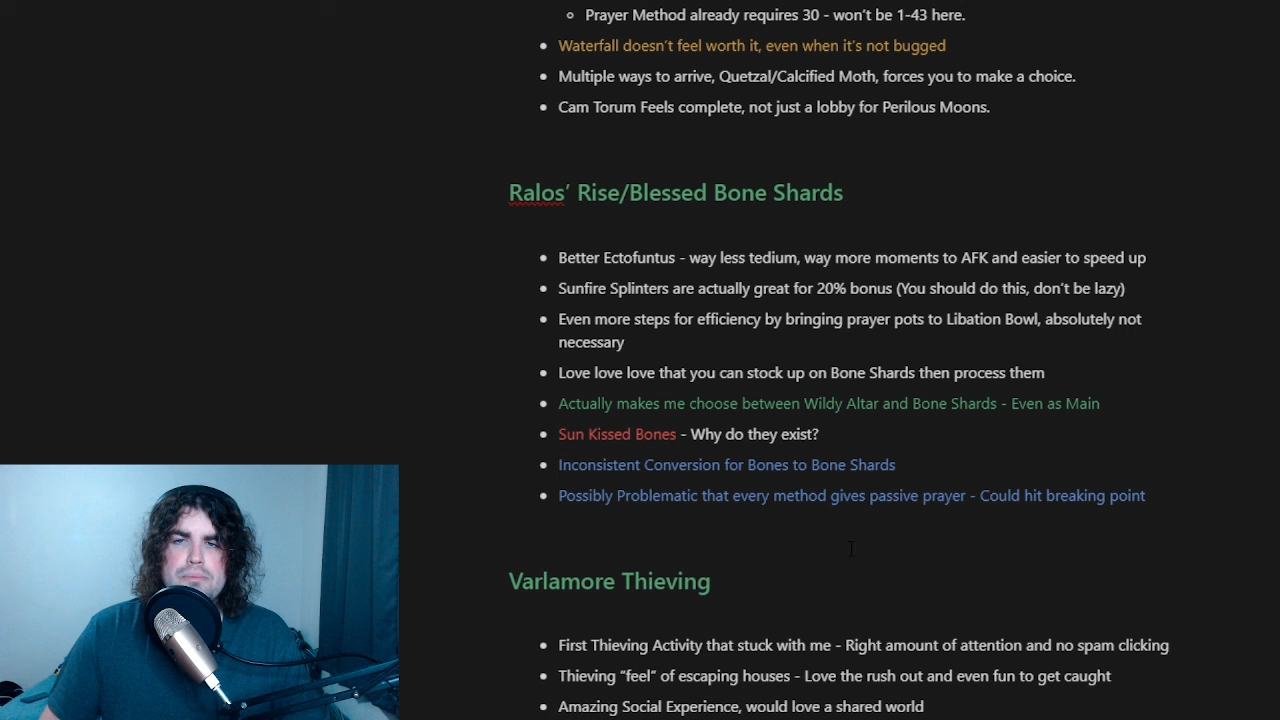 Prayer Method already requires 30 - won't be 1-43 here.
Waterfall doesn't feel worth it, even when it's not bugged
Multiple ways to arrive, Quetzal/Calcified Moth, forces you to make a choice.
Cam Torum Feels complete, not just a lobby for Perilous Moons.
Ralos' Rise/Blessed Bone Shards
Better Ectofuntus - way less tedium, way more moments to AFK and easier to speed up
Sunfire Splinters are actually great for 20% bonus (You should do this, don't be lazy)
Even more steps for efficiency by bringing prayer pots to Libation Bowl, absolutely not
necessary
Love love love that you can stock up on Bone Shards then process them
Actually makes me choose between Wildy Altar and Bone Shards - Even as Main
Sun Kissed Bones - Why do they exist?
Inconsistent Conversion for Bones to Bone Shards
Possibly Problematic that every method gives passive prayer - Could hit breaking point
Varlamore Thieving
First Thieving Activity that stuck with me - Right amount of attention and no spam clicking
Thieving “feel” of escaping houses - Love the rush out and even fun to get caught
Amazing Social Experience, would love a shared world